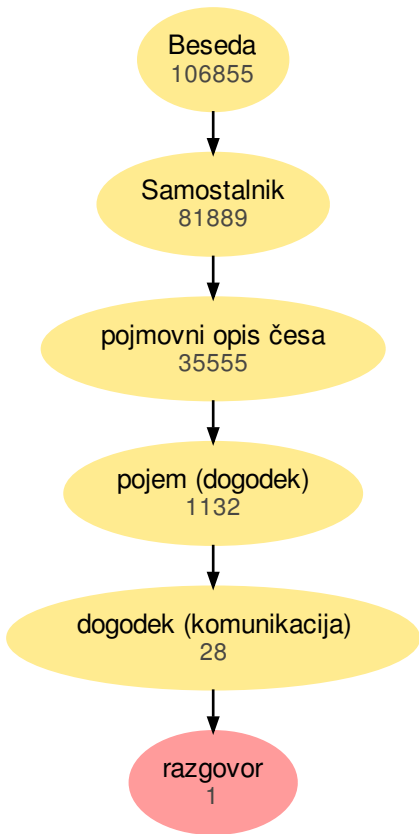 Beseda
106855
Samostalnik
81889
pojmovni opis česa
35555
pojem (dogodek)
1132
dogodek (komunikacija)
28
razgovor
1